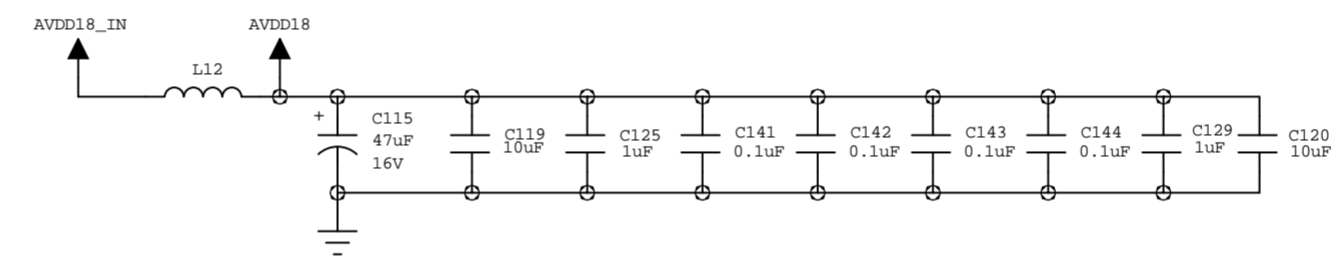 AVDD18_IN
AVDD18
L12
+
C115
47uF
16V
C119
10uF
C125
1uF
C141
0.1uF
C142
0.1uF
C143
0.1uF
C144
0.1uF
C129
1uF
C120
10uF